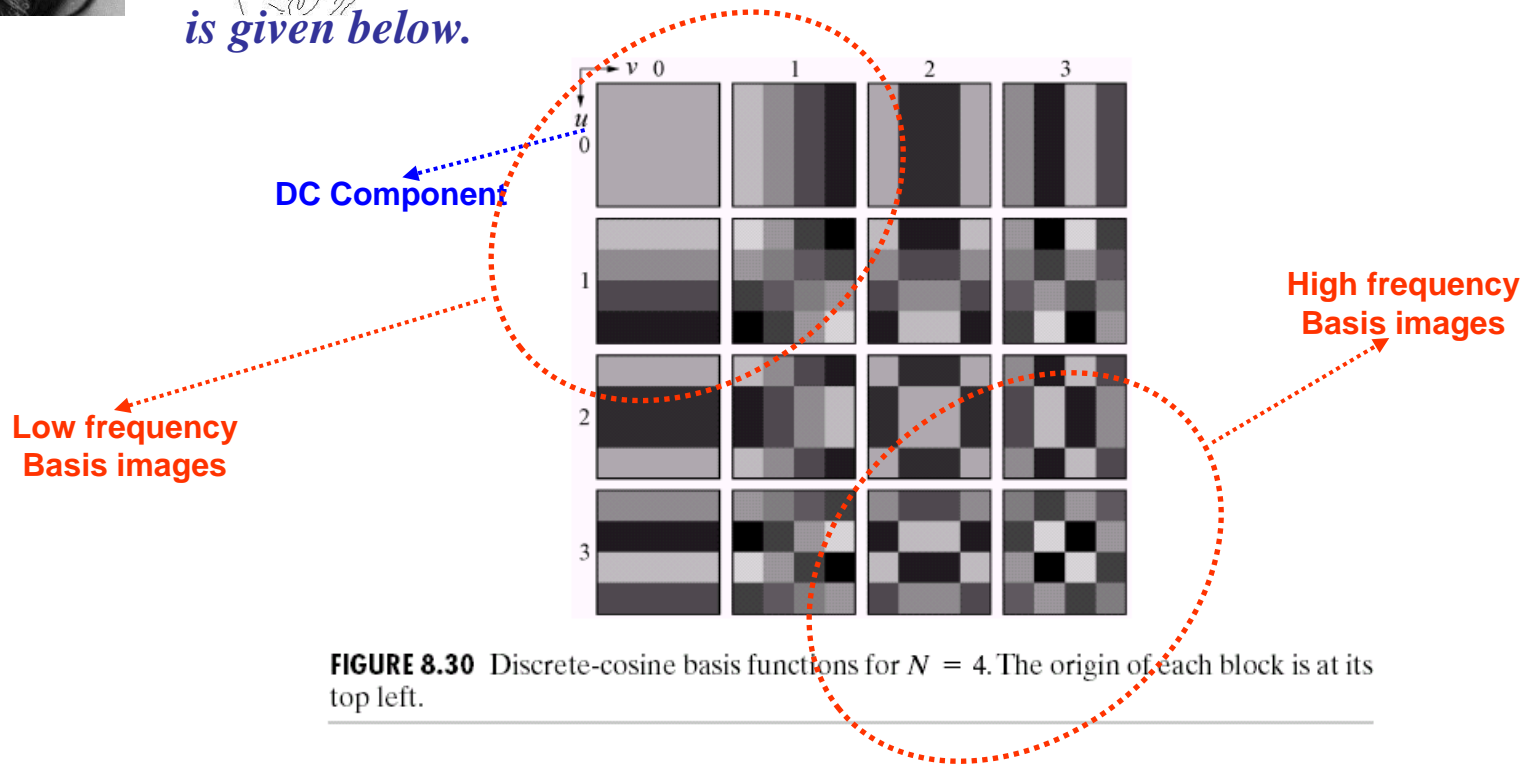 is given below.
v 0 1 2 3
u
0
DC Component
1
High frequency
Basis images
2
Low frequency
Basis images
3
FIGURE 8.30 Discrete-cosine basis functions for N = 4. The origin of each block is at its
top left.